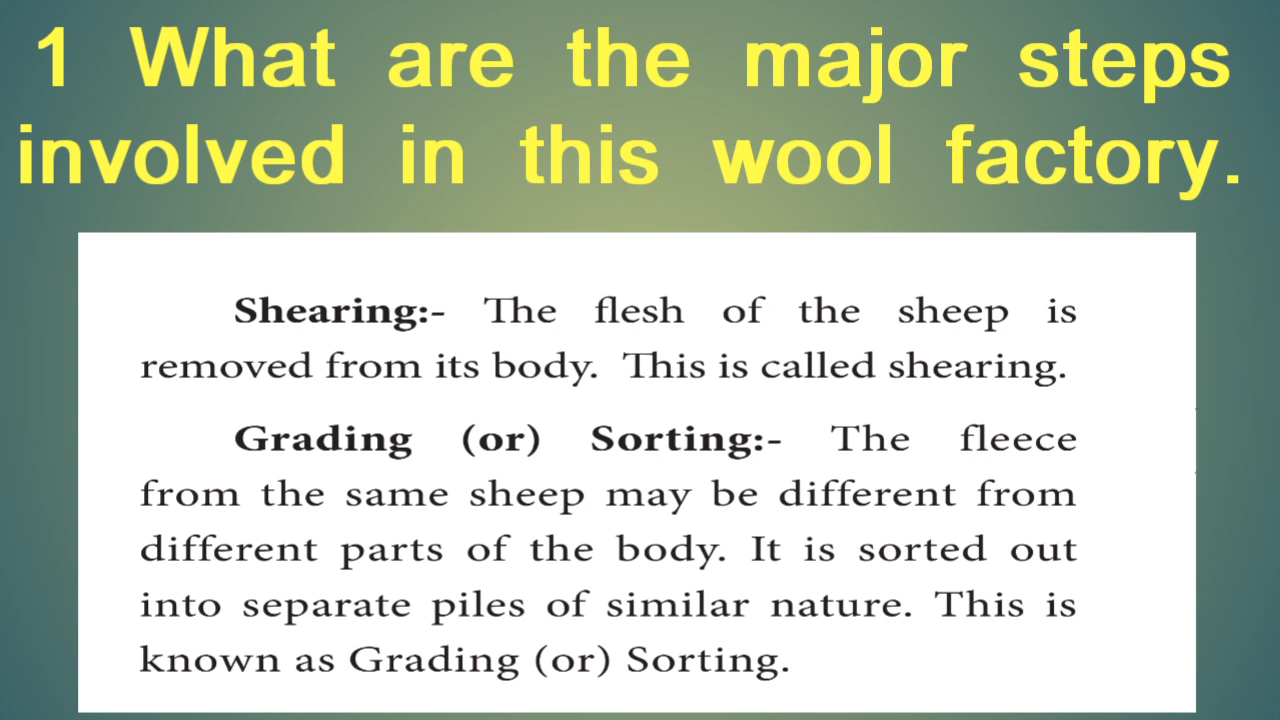 1 What are the major steps
involved in this wool factory.
Shearing:- The flesh of the sheep is
removed from its body. This is called shearing.
Grading (or) Sorting:- The fleece
from the same sheep may be different from
different parts of the body. It is sorted out
into separate piles of similar nature. This is
known as Grading (or) Sorting.